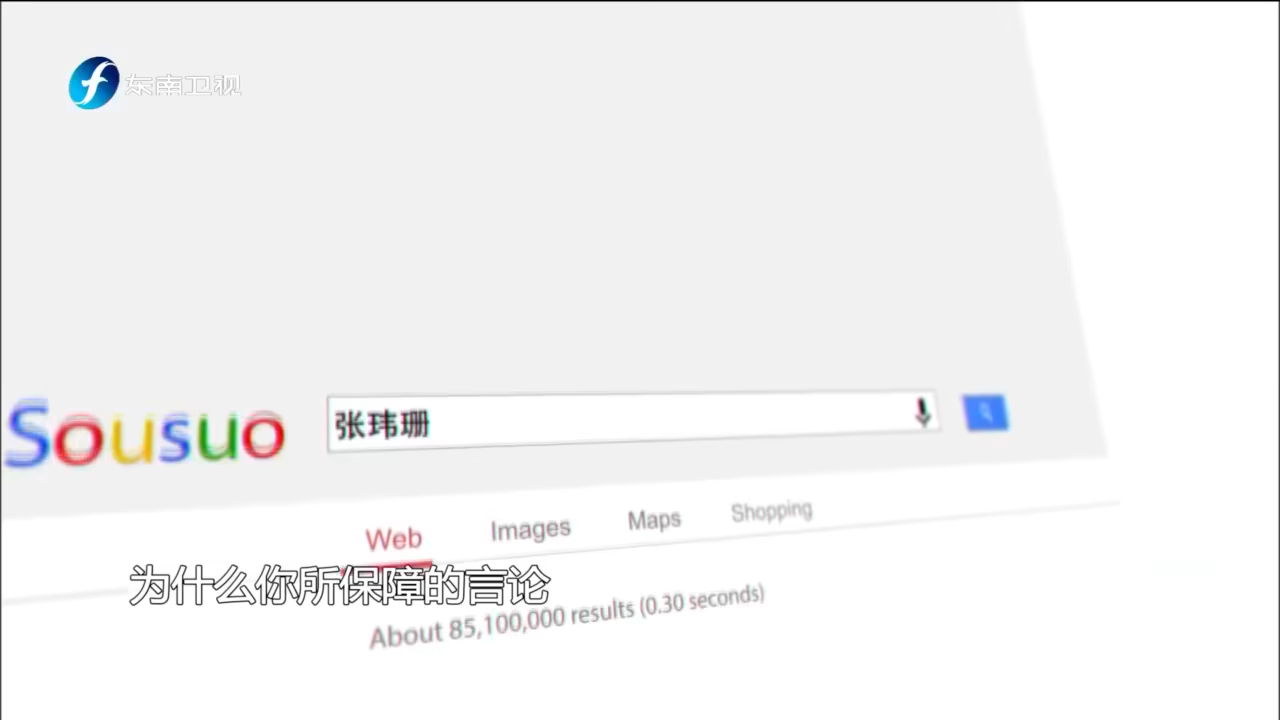 东南卫视
Sousuo
张玮珊
Web
Images
Maps
Shopping
为什么你所保障的言论
About 85,100,000 results (0.30 seconds)